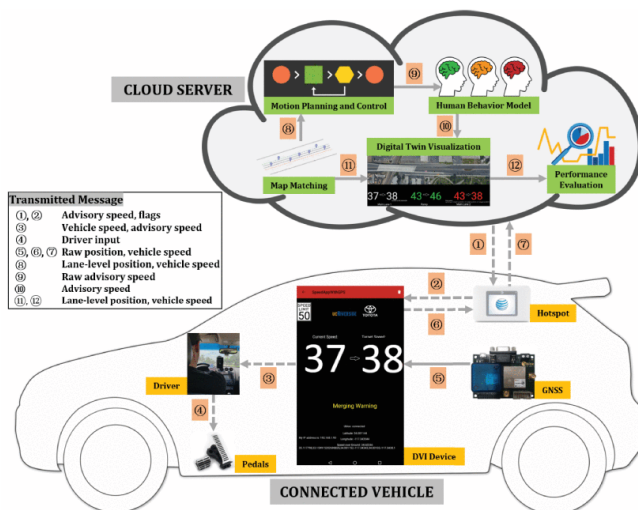 CLOUD SERVER
⑨
Motion Planning and Control
Human Behavior Model
⑧
⑩
Digital Twin Visualization
⑪
⑫
Map Matching
37 38 43 46 43 38
Performance
Evaluation
Transmitted Message
①, ② Advisory speed, flags
③ Vehicle speed, advisory speed
④ Driver input
⑤, ⑥, ⑦ Raw position, vehicle speed
⑧ Lane-level position, vehicle speed
⑨ Raw advisory speed
⑩ Advisory speed
⑪, ⑫ Lane-level position, vehicle speed
①
⑦
②
⑥
SPEED
LIMIT
50
TOYOTA
at&t
Hotspot
Current Speed
37 38
Merging Warning
③
⑤
Driver
GNSS
④
Pedals
DVI Device
CONNECTED VEHICLE